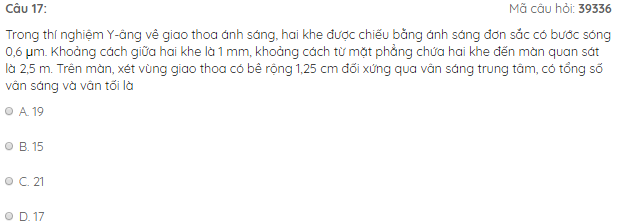 Câu 17:
Mã câu hỏi: 39336
Trong thí nghiệm Y-âng về giao thoa ánh sáng, hai khe được chiếu bằng ánh sáng đơn sắc có bước sóng
0,6 μm. Khoảng cách giữa hai khe là 1 mm, khoảng cách từ mặt phẳng chứa hai khe đến màn quan sát
là 2,5 m. Trên màn, xét vùng giao thoa có bề rộng 1,25 cm đối xứng qua vân sáng trung tâm, có tổng số
vân sáng và vân tối là
A. 19
B. 15
C. 21
D. 17